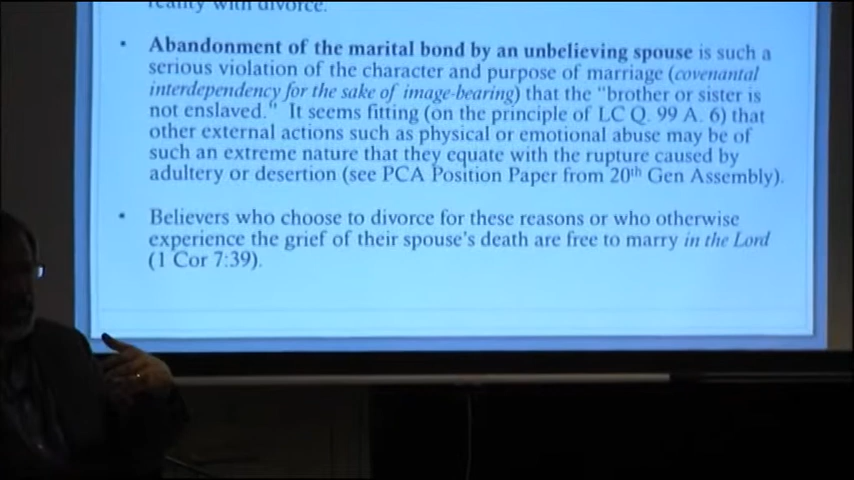 reality with divorce.
• Abandonment of the marital bond by an unbelieving spouse is such a
serious violation of the character and purpose of marriage (covenantal
interdependency for the sake of image-bearing) that the "brother or sister is
not enslaved." It seems fitting (on the principle of LC Q. 99 A. 6) that
other external actions such as physical or emotional abuse may be of
such an extreme nature that they equate with the rupture caused by
adultery or desertion (see PCA Position Paper from 20th Gen Assembly).
• Believers who choose to divorce for these reasons or who otherwise
experience the grief of their spouse's death are free to marry in the Lord
(1 Cor 7:39).